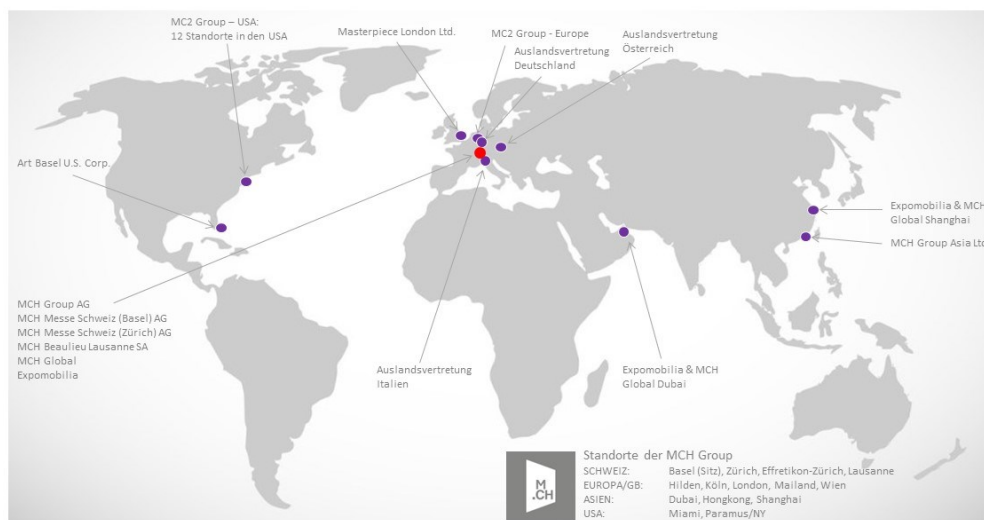 MC2 Group – USA:
12 Standorte in den USA
Masterpiece London Ltd.
MC2 Group - Europe
Auslandsvertretung
Deutschland
Auslandsvertretung
Österreich
Art Basel U.S. Corp.
Expomobilia & MCH
Global Shanghai
MCH Group Asia Ltd
MCH Group AG
MCH Messe Schweiz (Basel) AG
MCH Messe Schweiz (Zürich) AG
MCH Beaulieu Lausanne SA
MCH Global
Expomobilia
Auslandsvertretung
Italien
Expomobilia & MCH
Global Dubai
M
.CH
Standorte der MCH Group
SCHWEIZ: Basel (Sitz), Zürich, Effretikon-Zürich, Lausanne
EUROPA/GB: Hilden, Köln, London, Mailand, Wien
ASIEN: Dubai, Hongkong, Shanghai
USA: Miami, Paramus/NY